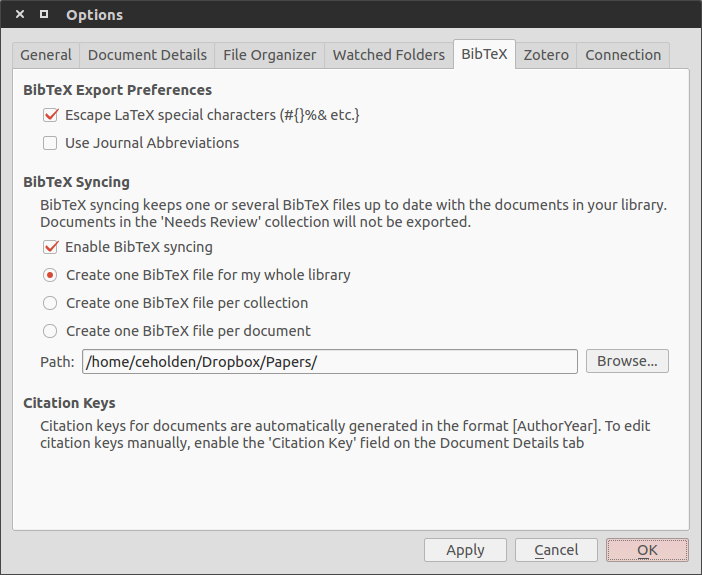 Options
General Document Details File Organizer Watched Folders BibTeX Zotero Connection
BibTeX Export Preferences
Escape LaTeX special characters (#{}%& etc.}
Use Journal Abbreviations
BibTeX Syncing
BibTeX syncing keeps one or several BibTeX files up to date with the documents in your library.
Documents in the 'Needs Review' collection will not be exported.
Enable BibTeX syncing
Create one BibTeX file for my whole library
Create one BibTeX file per collection
Create one BibTeX file per document
Path: /home/ceholden/Dropbox/Papers/ Browse...
Citation Keys
Citation keys for documents are automatically generated in the format [AuthorYear]. To edit
citation keys manually, enable the 'Citation Key' field on the Document Details tab
Apply Cancel OK